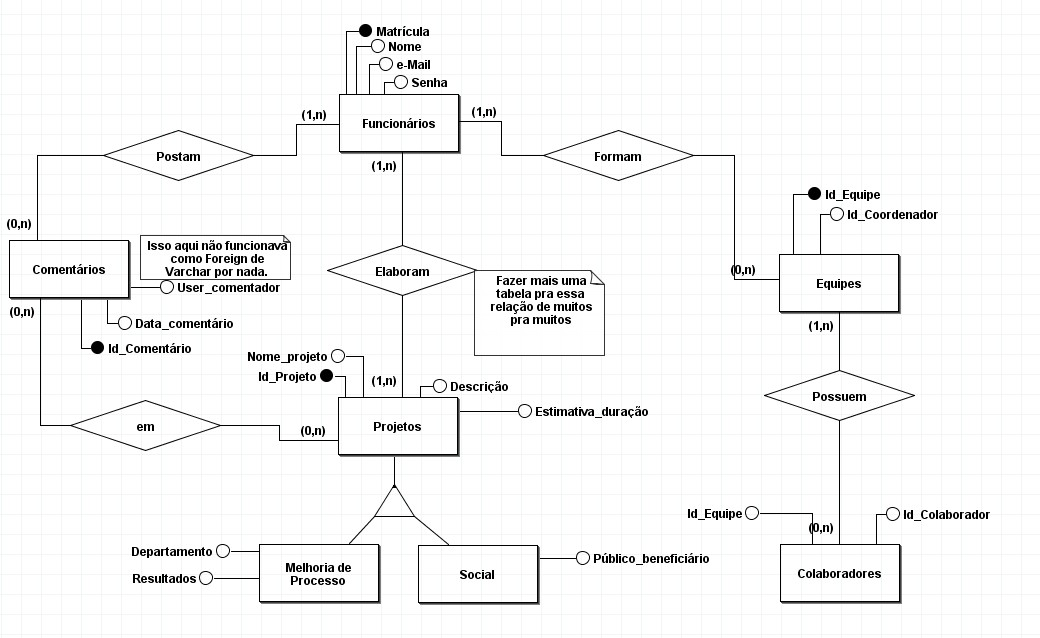 Matrícula
Nome
e-Mail
Senha
(1,n)
(1,n)
Funcionários
Postam
Formam
(1,n)
Id_Equipe
Id_Coordenador
(0,n)
Isso aqui não funcionava
como Foreign de
Varchar por nada.
Comentários
Elaboram
(0,n)
Fazer mais uma
tabela pra essa
relação de muitos
pra muitos
Equipes
User_comentador
(0,n)
Data_comentário
(1,n)
Id_Comentário
Nome_projeto
Id_Projeto
(1,n)
Descrição
Possuem
Estimativa_duração
em
(0,n)
Projetos
Id_Equipe
Id_Colaborador
(0,n)
Departamento
Resultados
Melhoria de
Processo
Social
Público_beneficiário
Colaboradores